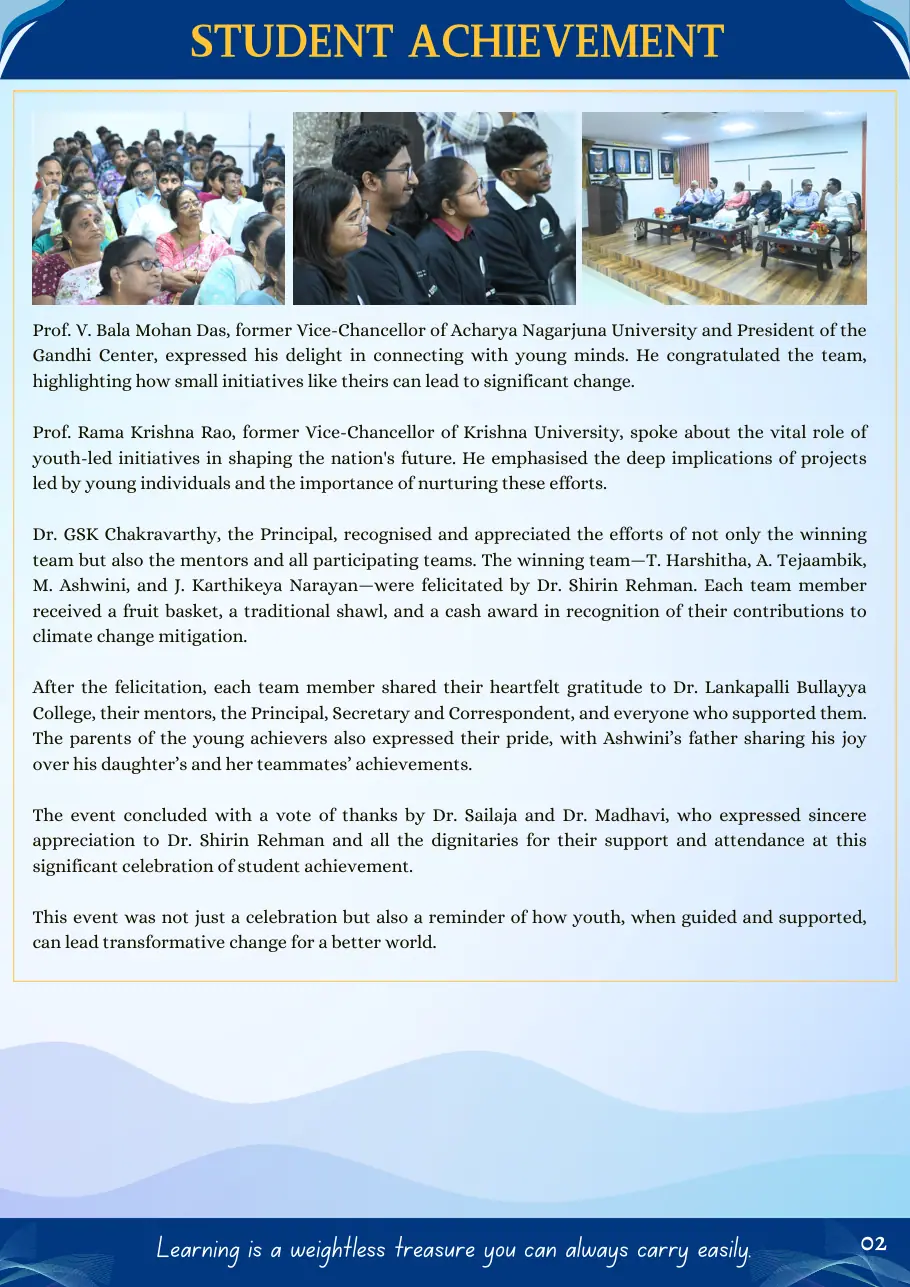 STUDENT ACHIEVEMENT
Prof. V. Bala Mohan Das, former Vice-Chancellor of Acharya Nagarjuna University and President of the
Gandhi Center, expressed his delight in connecting with young minds. He congratulated the team,
highlighting how small initiatives like theirs can lead to significant change.
Prof. Rama Krishna Rao, former Vice-Chancellor of Krishna University, spoke about the vital role of
youth-led initiatives in shaping the nation's future. He emphasised the deep implications of projects
led by young individuals and the importance of nurturing these efforts.
Dr. GSK Chakravarthy, the Principal, recognised and appreciated the efforts of not only the winning
team but also the mentors and all participating teams. The winning team—T. Harshitha, A. Tejaambik,
M. Ashwini, and J. Karthikeya Narayan—were felicitated by Dr. Shirin Rehman. Each team member
received a fruit basket, a traditional shawl, and a cash award in recognition of their contributions to
climate change mitigation.
After the felicitation, each team member shared their heartfelt gratitude to Dr. Lankapalli Bullayya
College, their mentors, the Principal, Secretary and Correspondent, and everyone who supported them.
The parents of the young achievers also expressed their pride, with Ashwini’s father sharing his joy
over his daughter’s and her teammates’ achievements.
The event concluded with a vote of thanks by Dr. Sailaja and Dr. Madhavi, who expressed sincere
appreciation to Dr. Shirin Rehman and all the dignitaries for their support and attendance at this
significant celebration of student achievement.
This event was not just a celebration but also a reminder of how youth, when guided and supported,
can lead transformative change for a better world.
Learning is a weightless treasure you can always carry easily.
02